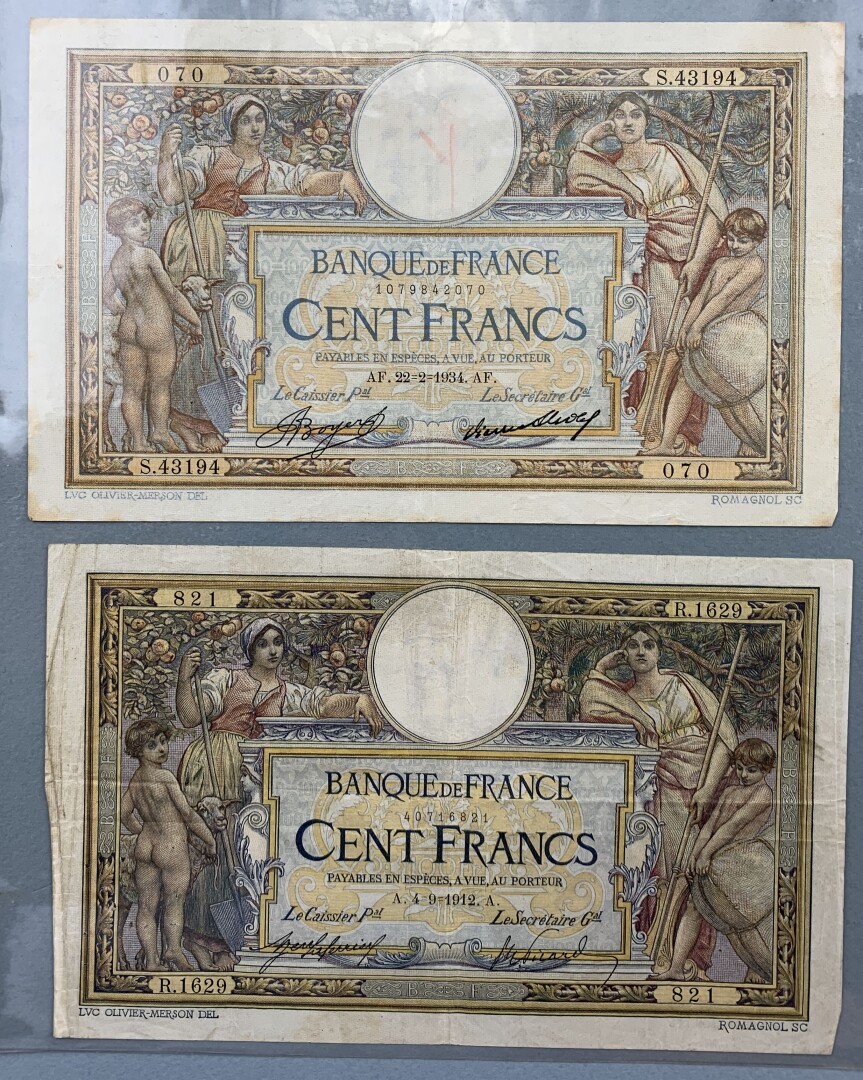 070 S.43194
BANQUE DE FRANCE
1079842070
CENT FRANCS
PAYABLES EN ESPÈCES, A VUE, AU PORTEUR
AF. 22=2=1934. AF.
Le Caissier Pal Le Secrétaire Gal
S.43194 B F 070
LVC OLIVIER-MERSON DEL ROMAGNOL SC
821 R.1629
BANQUE DE FRANCE
40716821
CENT FRANCS
PAYABLES EN ESPÈCES, A VUE, AU PORTEUR
A. 4=9=1912. A.
Le Caissier Pal Le Secrétaire Gal
R.1629 B F 821
LVC OLIVIER-MERSON DEL ROMAGNOL SC